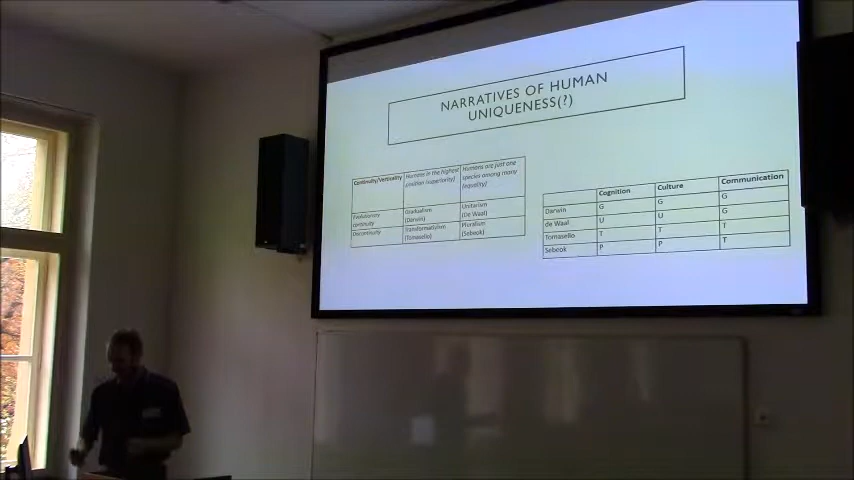 NARRATIVES OF HUMAN
UNIQUENESS(?)
Continuity/Verticality
Humans in the highest
position (superiority)
Humans are just one
species among many
(equality)
Evolutionary
continuity
Gradualism
(Darwin)
Unitarism
(De Waal)
Discontinuity
Transformativism
(Tomasello)
Pluralism
(Sebeok)
Cognition Culture Communication
Darwin G G G
de Waal U U G
Tomasello T T T
Sebeok P P T